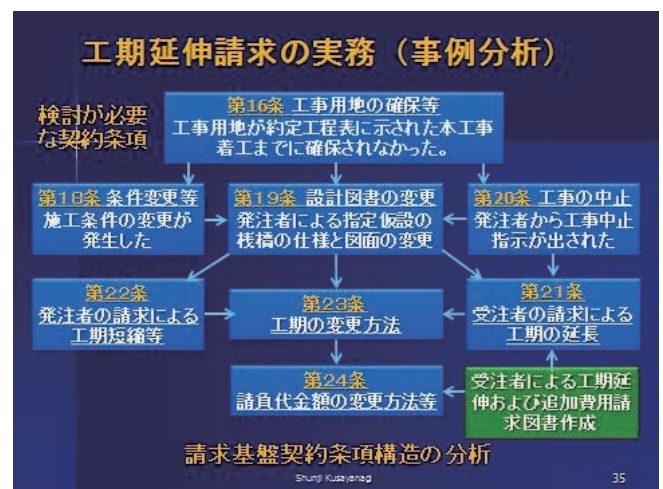 工期延伸請求の実務（事例分析）
検討が必要
な契約条項
第16条 工事用地の確保等
工事用地が約定工程表に示された本工事
着工までに確保されなかった。
第18条 条件変更等
施工条件の変更が
発生した
第19条 設計図書の変更
発注者による指定仮設の
桟橋の仕様と図面の変更
第20条 工事の中止
発注者から工事中止
指示が出された
第22条
発注者の請求による
工期短縮等
第23条
工期の変更方法
第21条
受注者の請求による
工期の延長
第24条
請負代金額の変更方法等
受注者による工期延
伸および追加費用請
求図書作成
請求基盤契約条項構造の分析
Shunji Kusayanagi
35